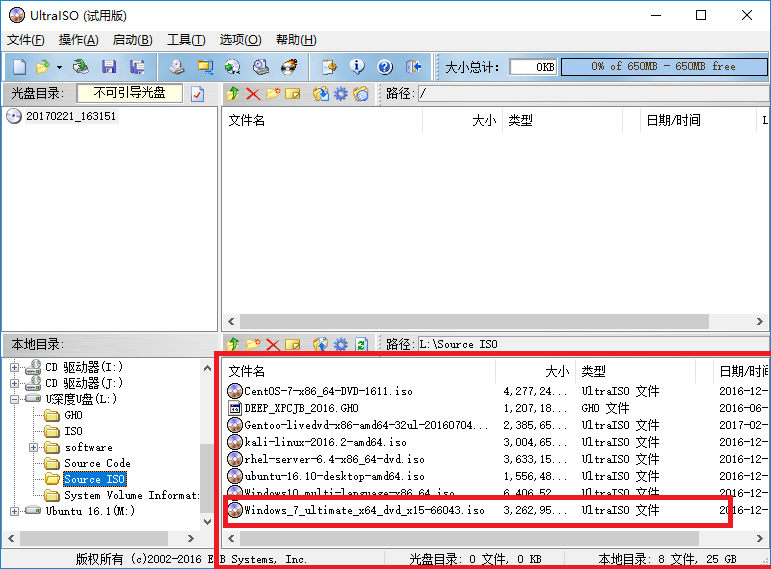 UltraISO (试用版)
文件(F) 操作(A) 启动(B) 工具(T) 选项(O) 帮助(H)
大小总计: 0KB 0% of 650MB - 650MB free
光盘目录: 不可引导光盘 路径: /
20170221_163151
文件名 大小 类型 日期/时间 L
本地目录: 路径: L:\Source ISO
CD 驱动器(I:)
CD 驱动器(J:)
U深度U盘(L:)
GHO
ISO
software
Source Code
Source ISO
System Volume Informat:
Ubuntu 16.1(M:)
文件名 大小 类型 日期/时间
CentOS-7-x86_64-DVD-1611.iso 4,277,24... UltraISO 文件 2016-12-
DEEP_XPCJB_2016.GHO 1,207,18... GHO 文件 2016-06-
Gentoo-livedvd-x86-amd64-32ul-20160704... 2,385,65... UltraISO 文件 2017-02-
kali-linux-2016.2-amd64.iso 3,004,65... UltraISO 文件 2016-12-
rhel-server-6.4-x86_64-dvd.iso 3,633,15... UltraISO 文件 2016-12-
ubuntu-16.10-desktop-amd64.iso 1,556,48... UltraISO 文件 2016-12-
Windows10_multi-language-x86_64.iso 6,406,52... UltraISO 文件 2016-12-
Windows_7_ultimate_x64_dvd_x15-66043.iso 3,262,95... UltraISO 文件 2016-12-
版权所有 (c)2002-2016 EZB Systems, Inc. 光盘目录: 0 文件, 0 KB 本地目录: 8 文件, 25 GB